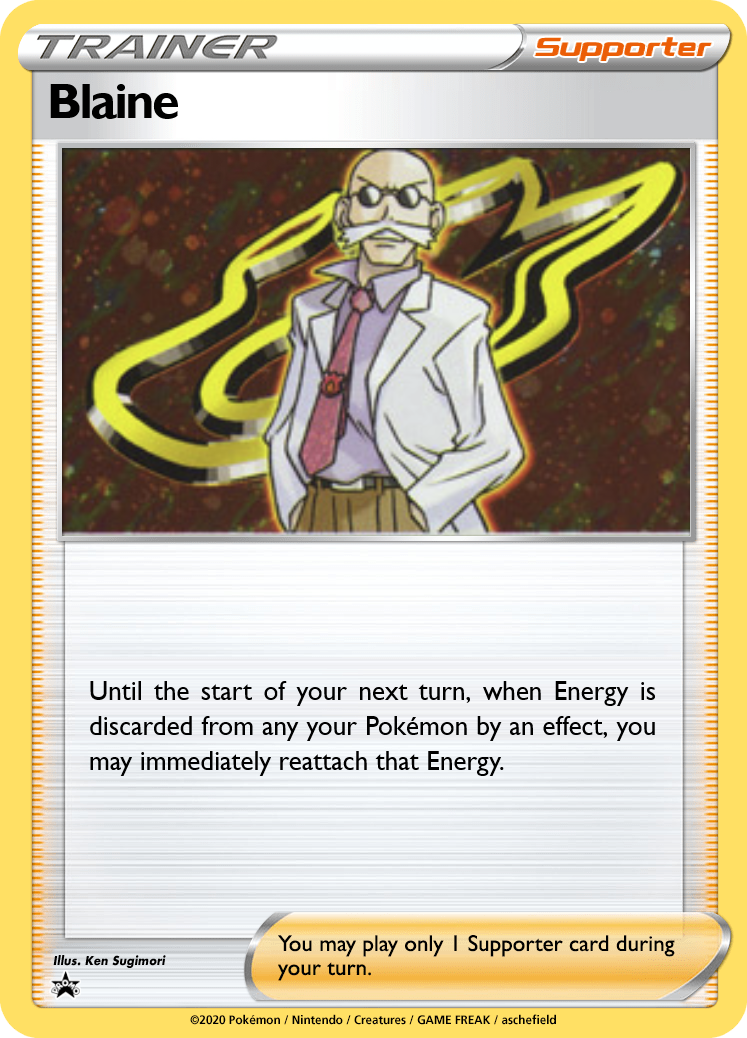 TRAINER
Supporter
Blaine
Until the start of your next turn, when Energy is
discarded from any your Pokémon by an effect, you
may immediately reattach that Energy.
You may play only 1 Supporter card during
your turn.
Illus. Ken Sugimori
PROMO
©2020 Pokémon / Nintendo / Creatures / GAME FREAK / aschefield